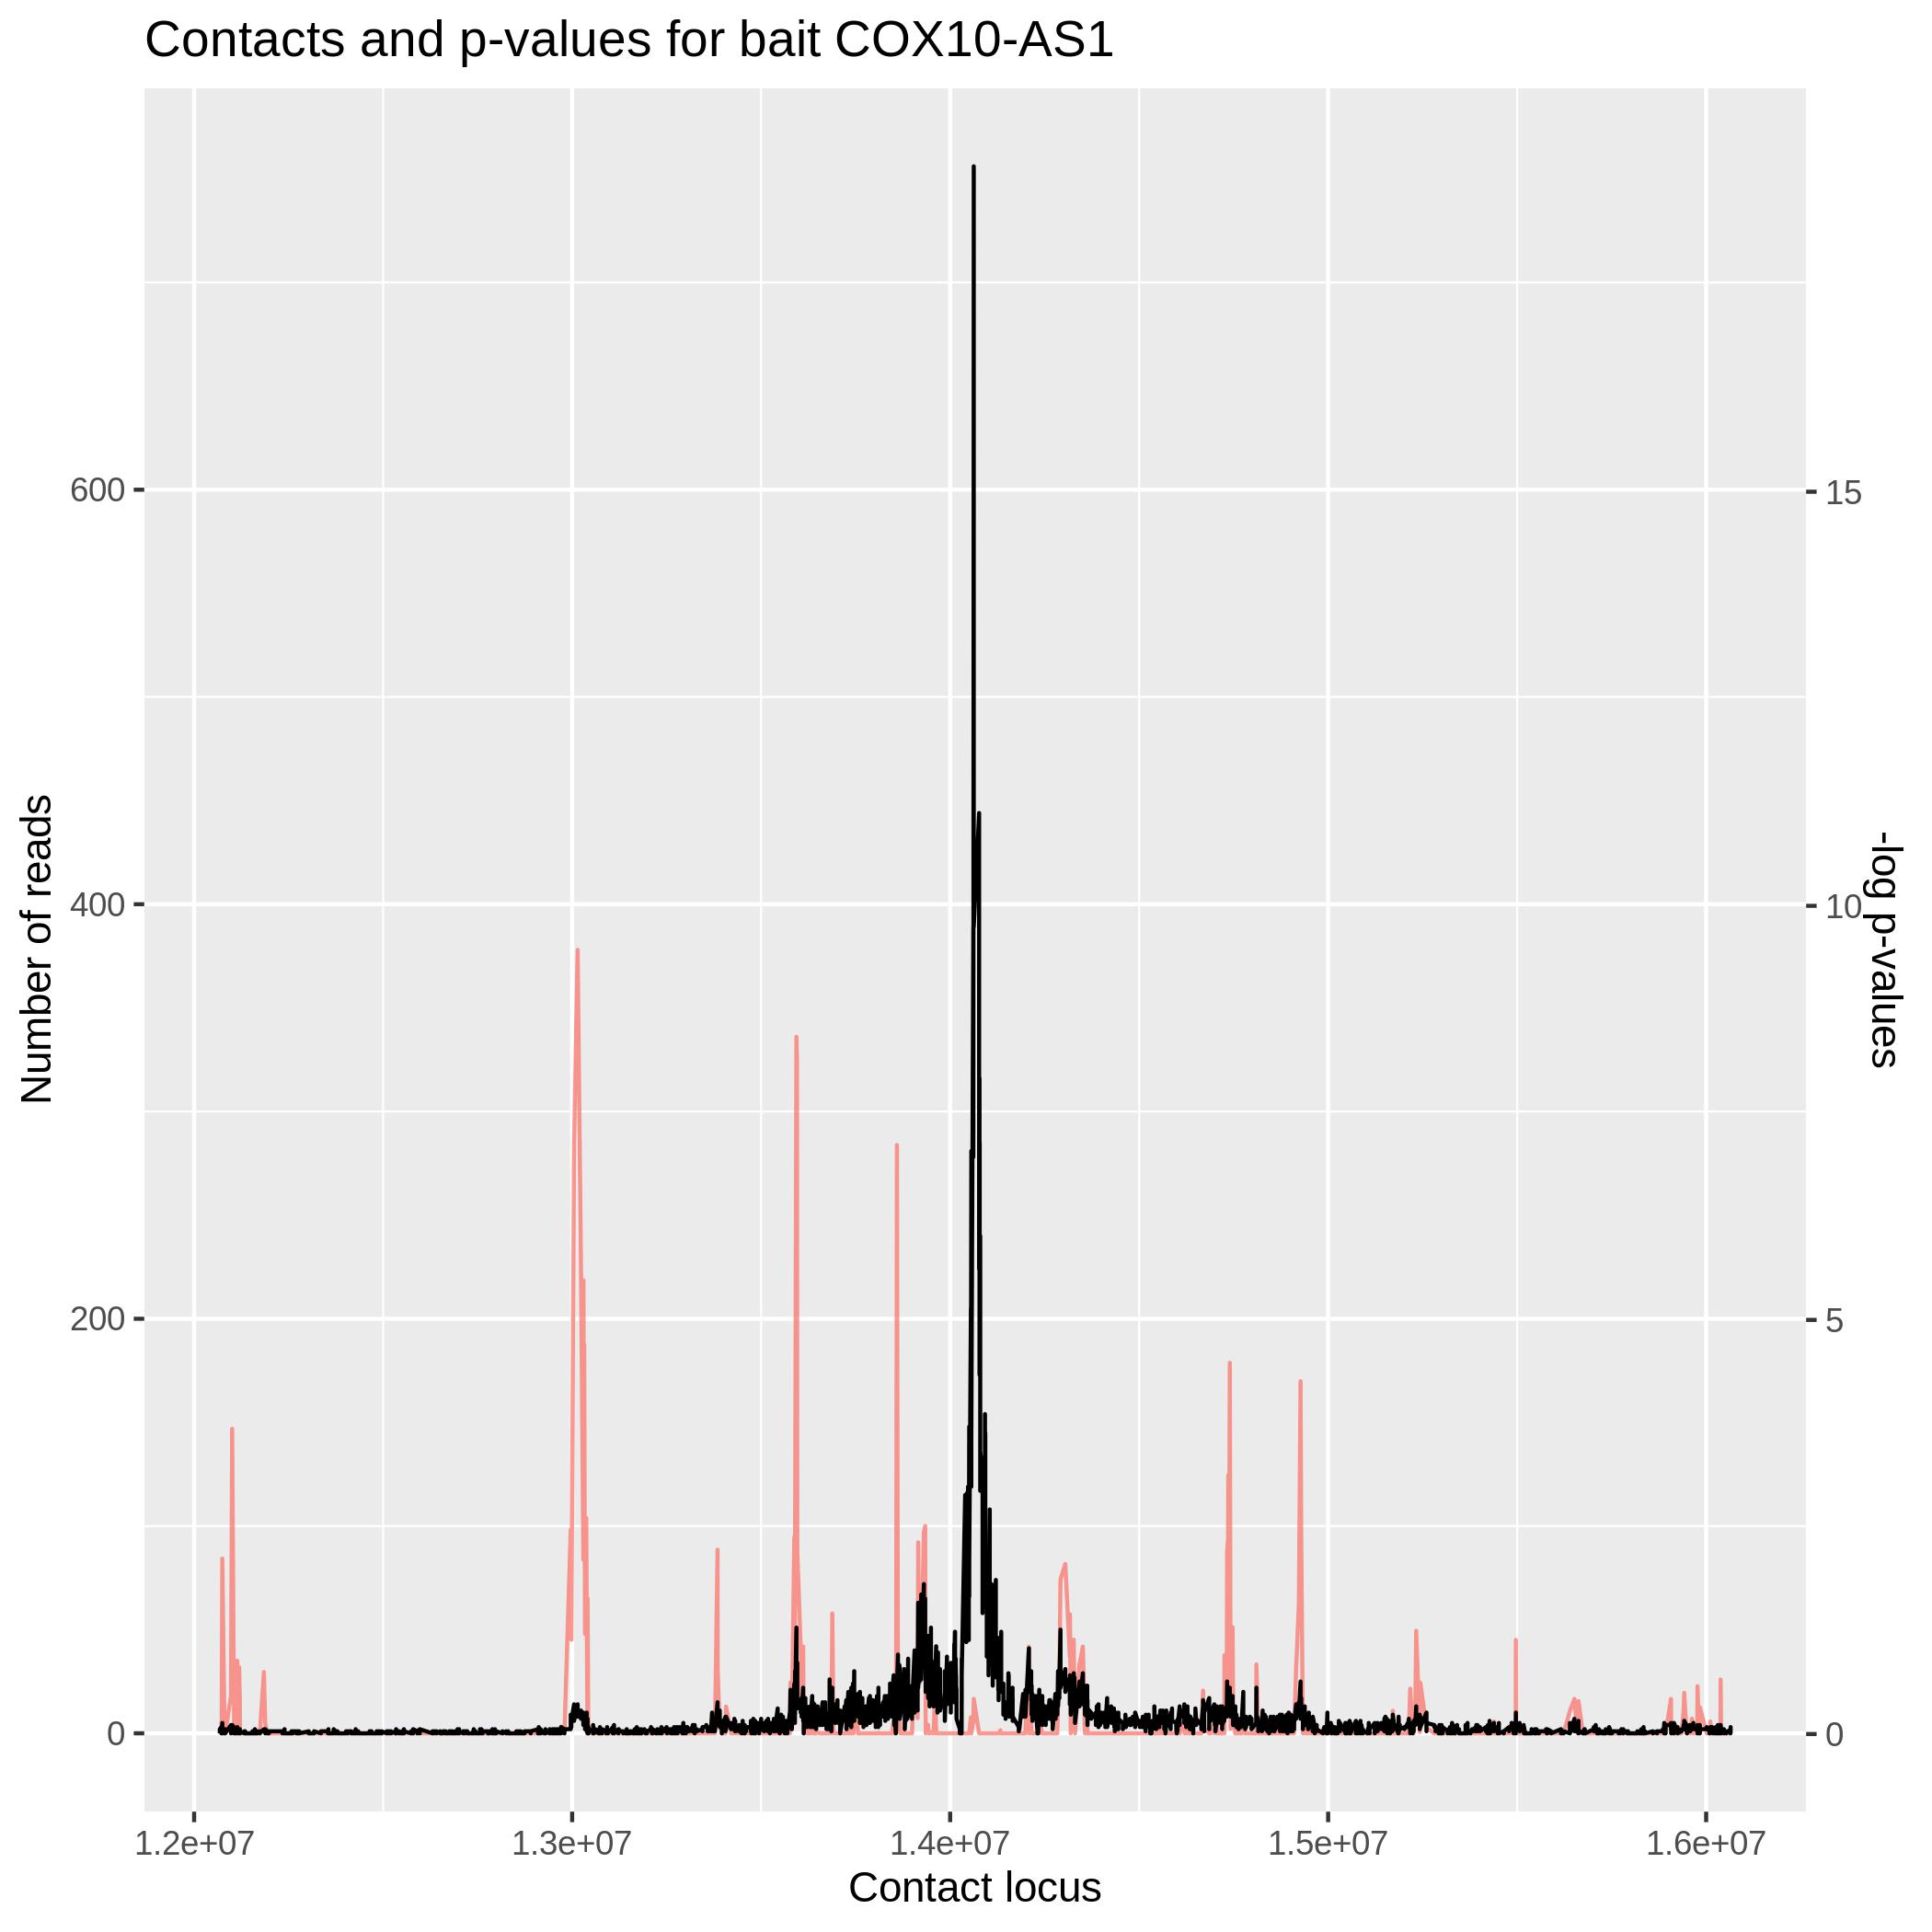 Contacts and p-values for bait COX10-AS1
Number of reads
600
400
200
0
15
10
5
0
-log p-values
1.2e+07
1.3e+07
1.4e+07
1.5e+07
1.6e+07
Contact locus